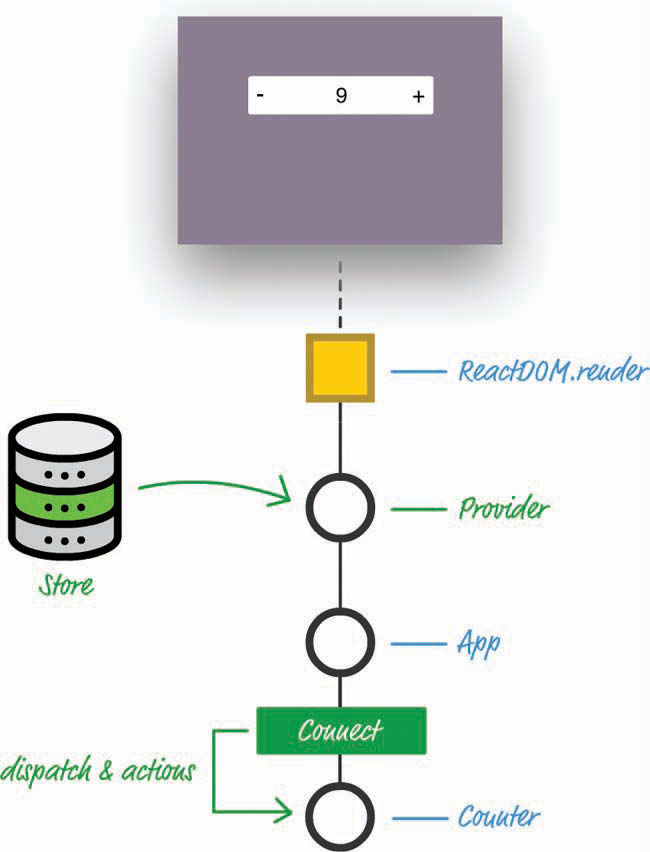 - 9 +
ReactDOM.render
Provider
Store
App
Connect
dispatch & actions
Counter